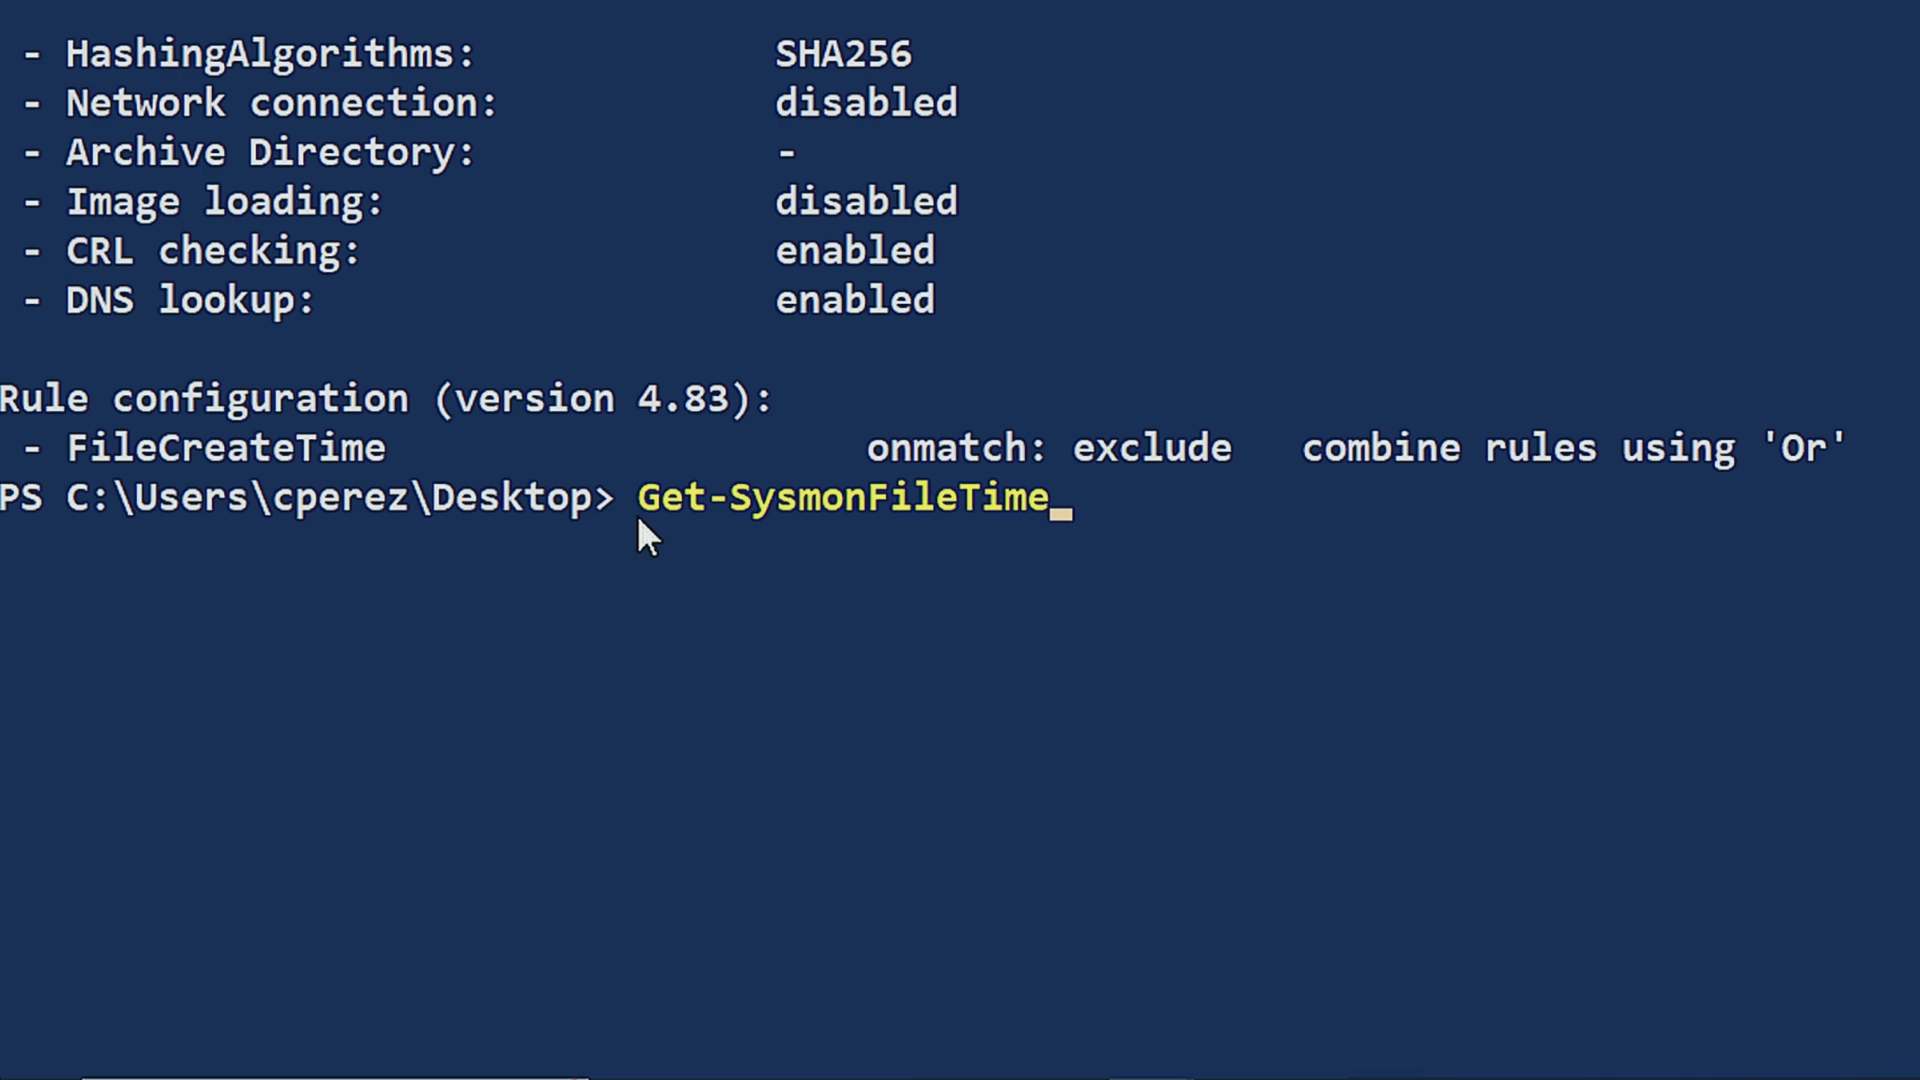 - HashingAlgorithms: SHA256
- Network connection: disabled
- Archive Directory: -
- Image loading: disabled
- CRL checking: enabled
- DNS lookup: enabled
Rule configuration (version 4.83):
- FileCreateTime onmatch: exclude combine rules using 'Or'
PS C:\Users\cperez\Desktop> Get-SysmonFileTime_